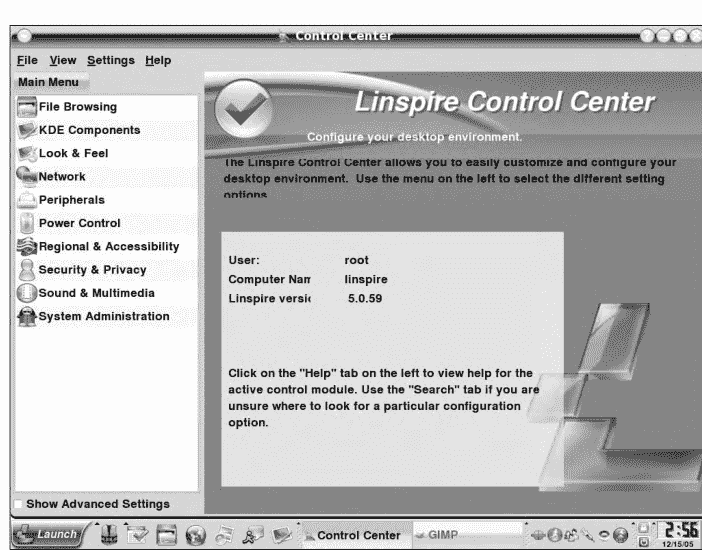 Control Center
File View Settings Help
Main Menu
File Browsing
KDE Components
Look & Feel
Network
Peripherals
Power Control
Regional & Accessibility
Security & Privacy
Sound & Multimedia
System Administration
Show Advanced Settings
Linspire Control Center
Configure your desktop environment.
The Linspire Control Center allows you to easily customize and configure your
desktop environment. Use the menu on the left to select the different setting
options
User: root
Computer Nam linspire
Linspire versio 5.0.59
Click on the "Help" tab on the left to view help for the
active control module. Use the "Search" tab if you are
unsure where to look for a particular configuration
option.
Launch Control Center GIMP 2:56
12/15/05